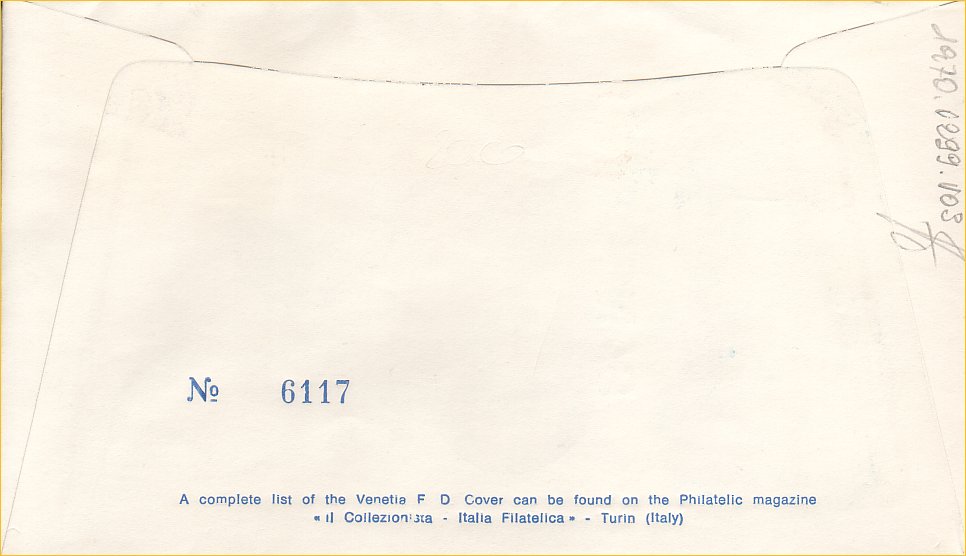 № 6117
A complete list of the Venetia F D Cover can be found on the Philatelic magazine
« Il Collezionista - Italia Filatelica » - Turin (Italy)
1970.